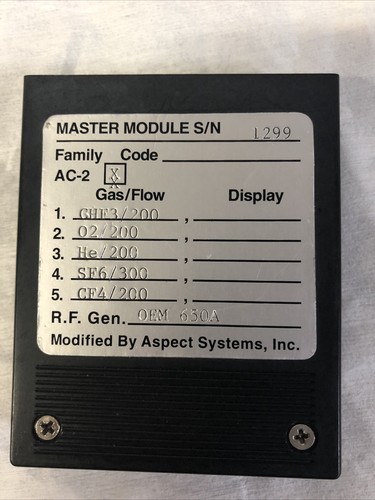 MASTER MODULE S/N 1299
Family Code
AC-2 X
Gas/Flow Display
1. CHF3/200 ,
2. O2/200 ,
3. He/200 ,
4. SF6/300 ,
5. CF4/200 ,
R.F. Gen. OEM 650A
Modified By Aspect Systems, Inc.